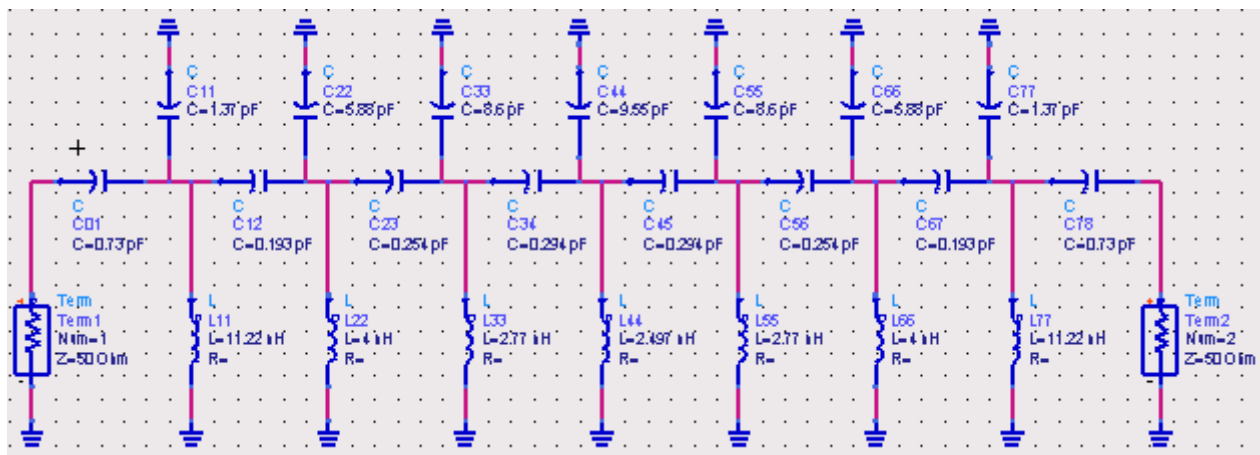 C
C11
C=1.37 pF
C
C22
C=5.88 pF
C
C33
C=8.6 pF
C
C44
C=9.55 pF
C
C55
C=8.6 pF
C
C66
C=5.88 pF
C
C77
C=1.37 pF
C
C01
C=0.73 pF
C
C12
C=0.193 pF
C
C23
C=0.254 pF
C
C34
C=0.294 pF
C
C45
C=0.294 pF
C
C56
C=0.254 pF
C
C67
C=0.193 pF
C
C78
C=0.73 pF
Term
Term1
Num=1
Z=50 Ohm
L
L11
L=11.22 nH
R=
L
L22
L=4 nH
R=
L
L33
L=2.77 nH
R=
L
L44
L=2.497 nH
R=
L
L55
L=2.77 nH
R=
L
L66
L=4 nH
R=
L
L77
L=11.22 nH
R=
Term
Term2
Num=2
Z=50 Ohm